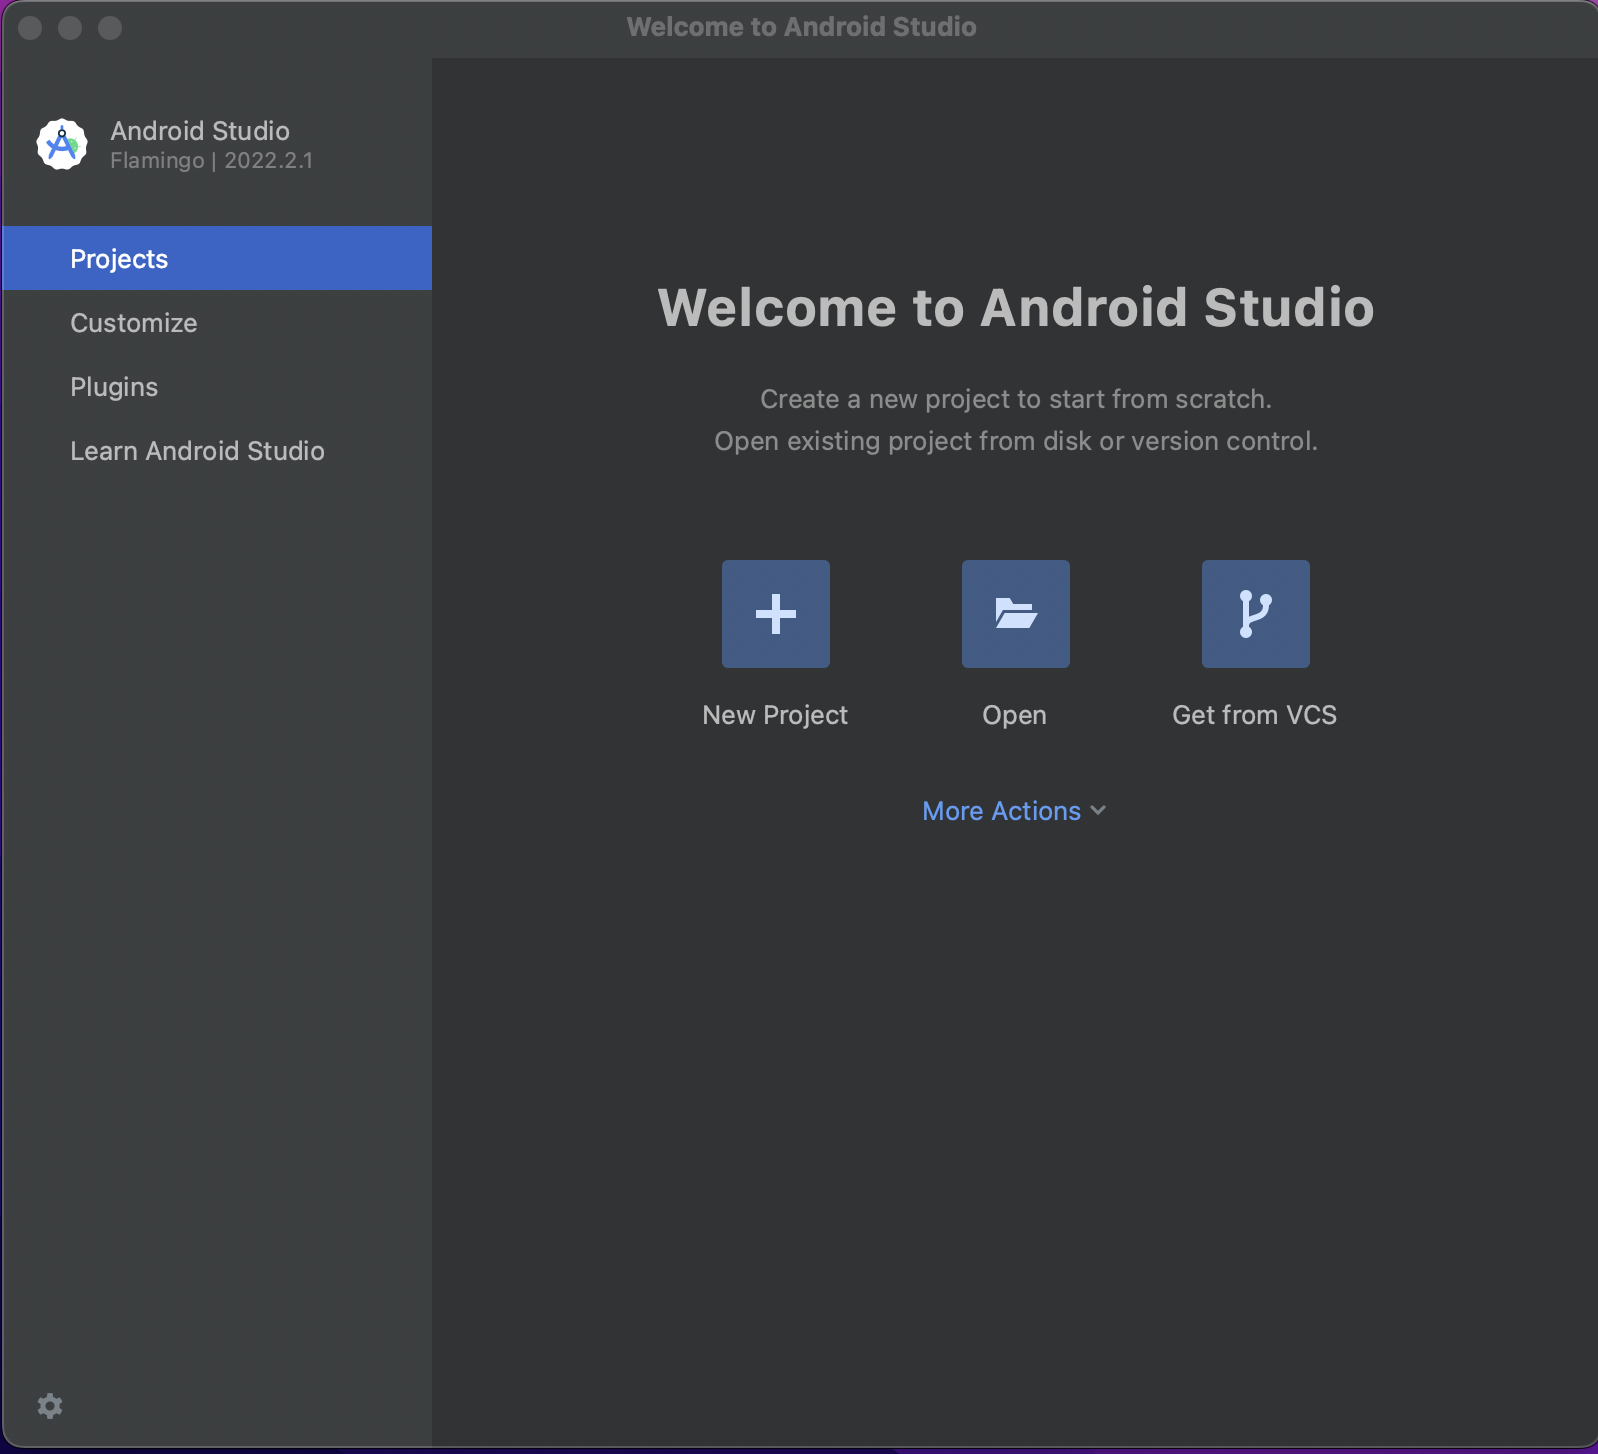 Welcome to Android Studio
Android Studio
Flamingo | 2022.2.1
Projects
Customize
Plugins
Learn Android Studio
Welcome to Android Studio
Create a new project to start from scratch.
Open existing project from disk or version control.
New Project
Open
Get from VCS
More Actions